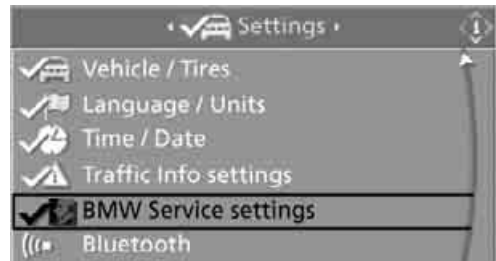 Settings
Vehicle / Tires
Language / Units
Time / Date
Traffic Info settings
BMW Service settings
Bluetooth